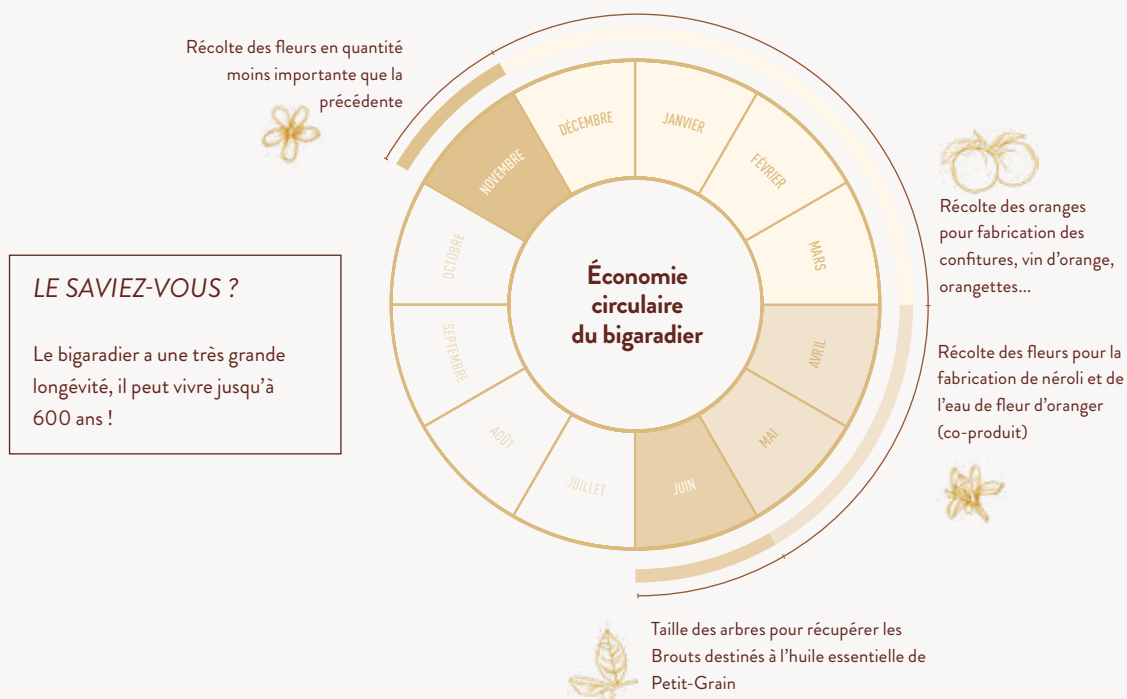 Récolte des fleurs en quantité
moins importante que la
précédente
DÉCEMBRE
JANVIER
FÉVRIER
MARS
AVRIL
MAI
JUIN
JUILLET
AOÛT
SEPTEMBRE
OCTOBRE
NOVEMBRE
Économie
circulaire
du bigaradier
LE SAVIEZ-VOUS ?
Le bigaradier a une très grande
longévité, il peut vivre jusqu’à
600 ans !
Récolte des oranges
pour fabrication des
confitures, vin d’orange,
orangettes...
Récolte des fleurs pour la
fabrication de néroli et de
l’eau de fleur d’oranger
(co-produit)
Taille des arbres pour récupérer les
Brouts destinés à l’huile essentielle de
Petit-Grain